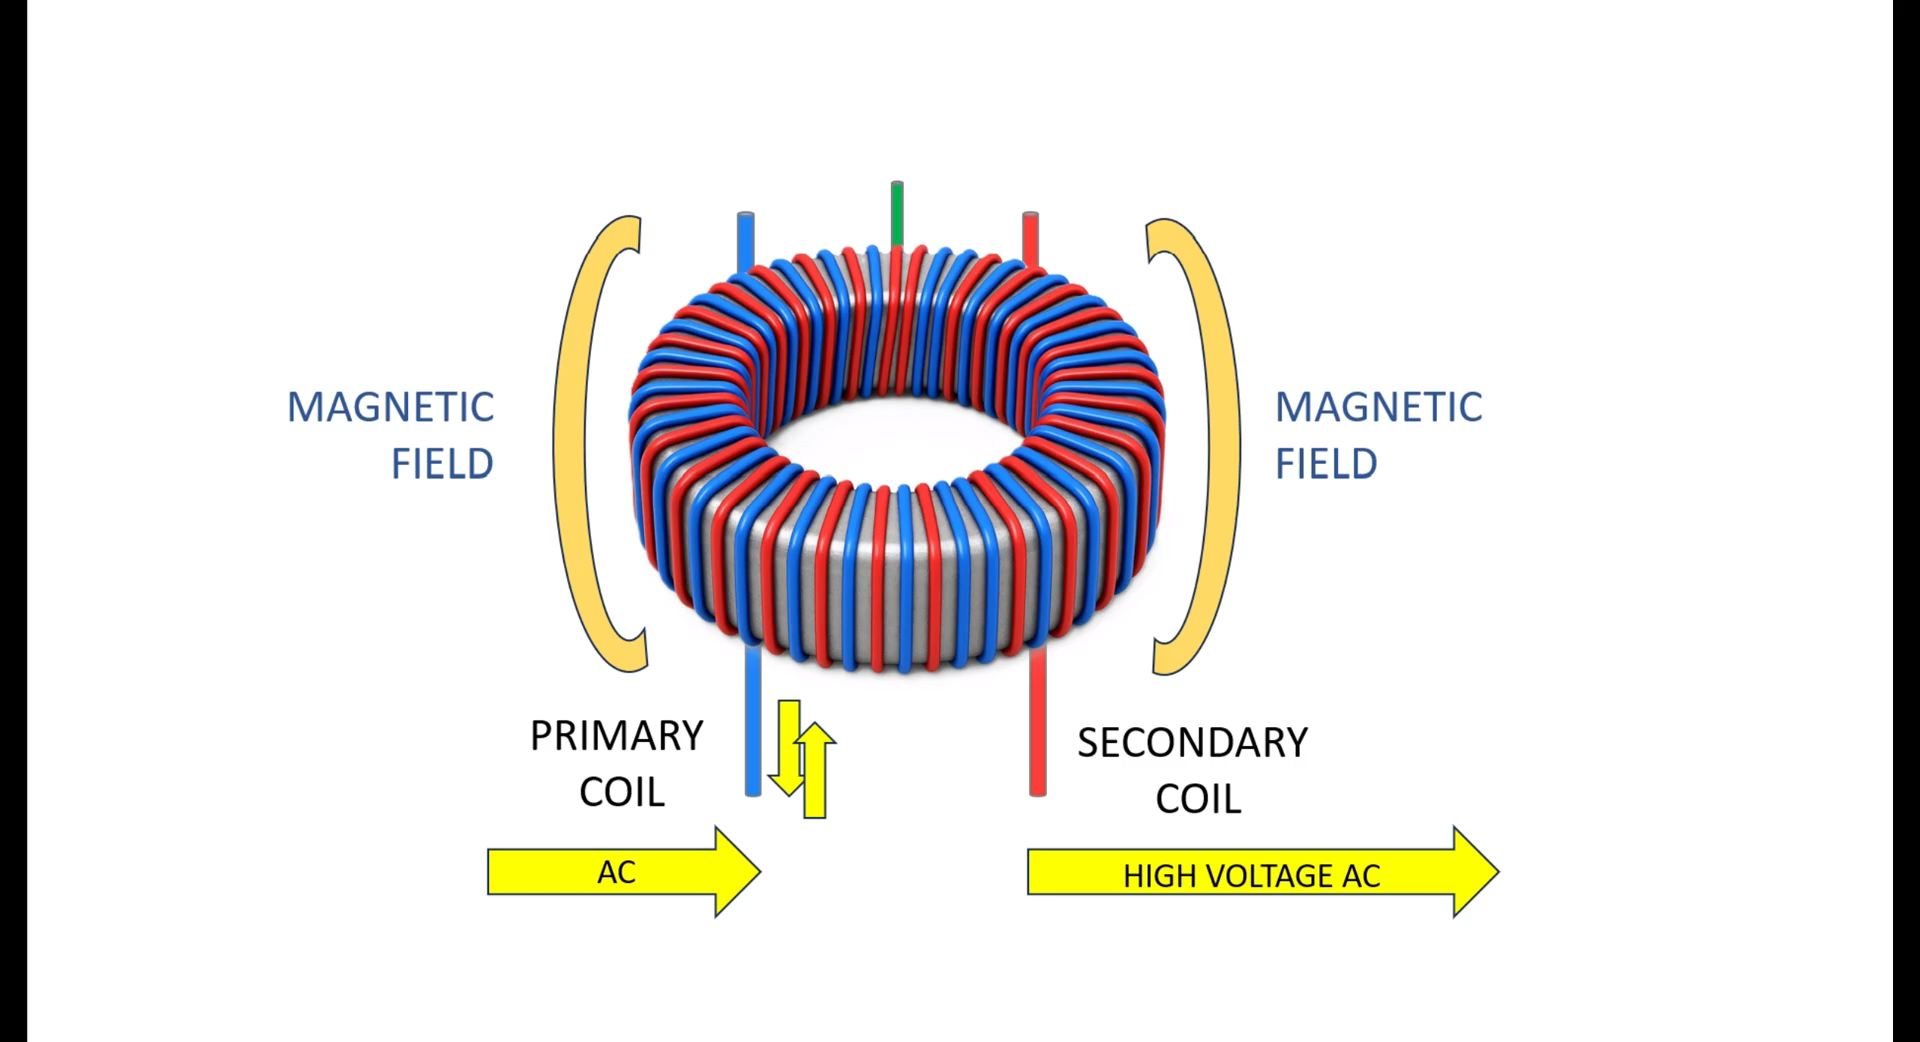 MAGNETIC
FIELD
MAGNETIC
FIELD
PRIMARY
COIL
SECONDARY
COIL
AC
HIGH VOLTAGE AC